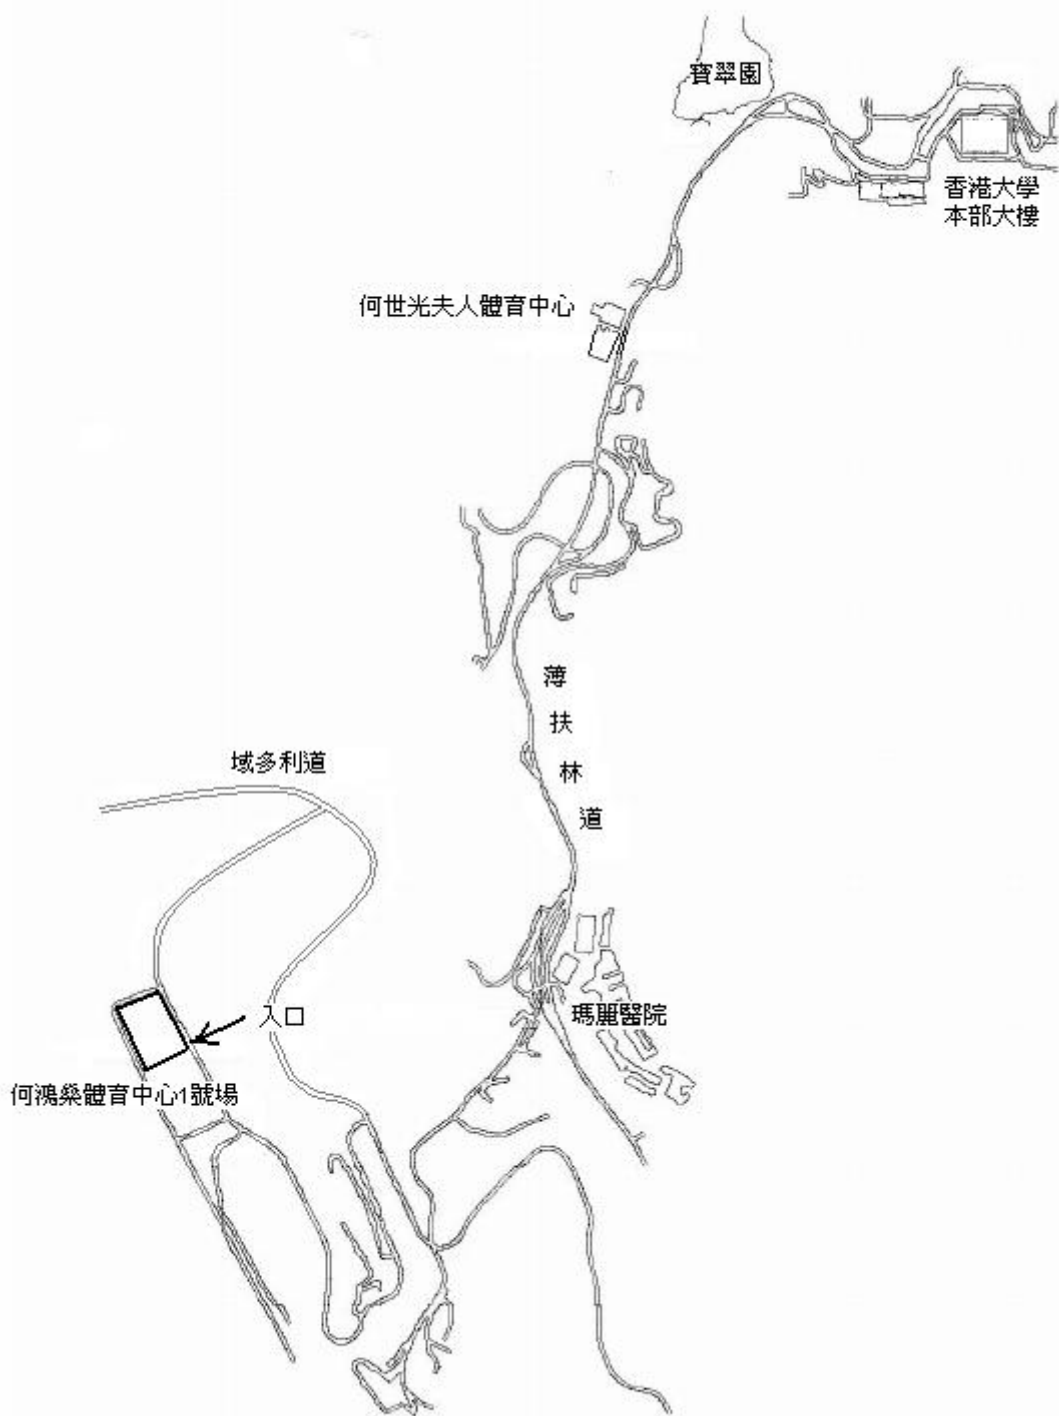 寶翠園
香港大學
本部大樓
何世光夫人體育中心
薄
扶
林
道
域多利道
入口
瑪麗醫院
何鴻燊體育中心1號場